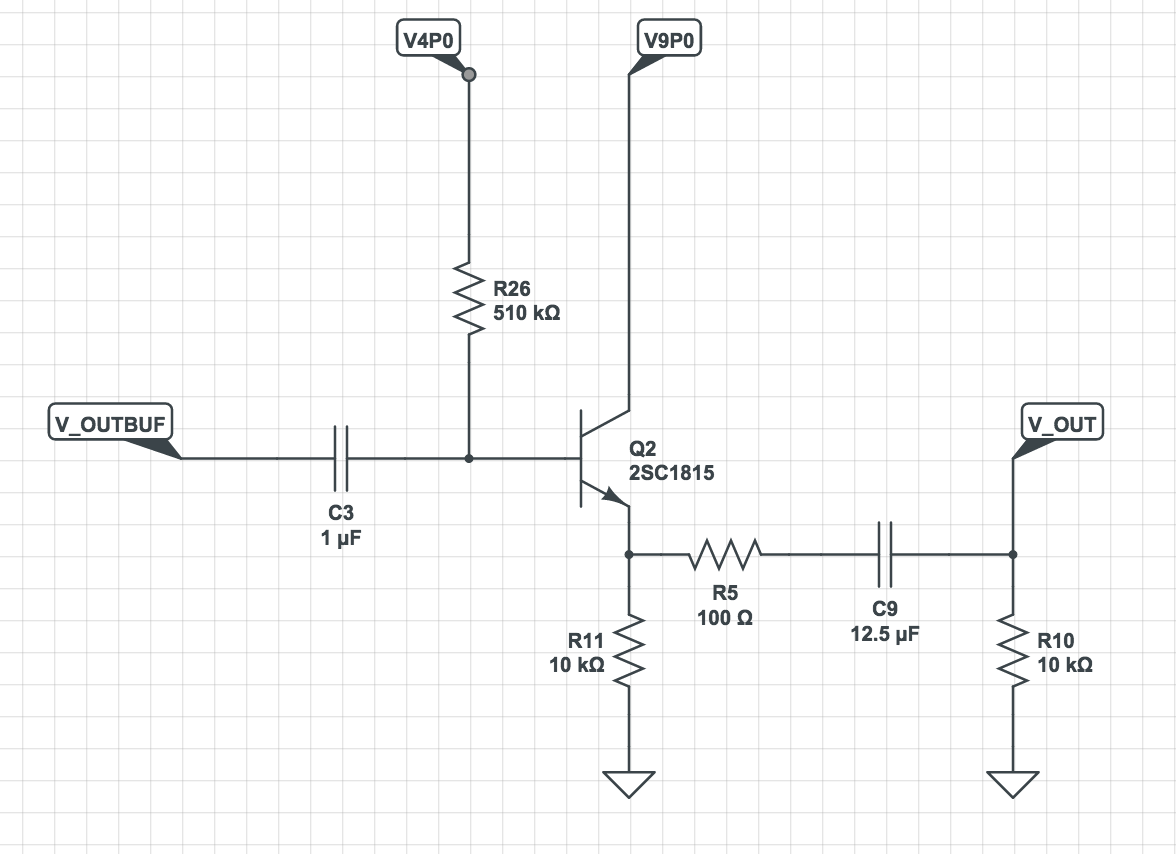 V4P0
V9P0
R26
510 kΩ
V_OUTBUF
V_OUT
Q2
2SC1815
C3
1 µF
R5
100 Ω
C9
12.5 µF
R11
10 kΩ
R10
10 kΩ